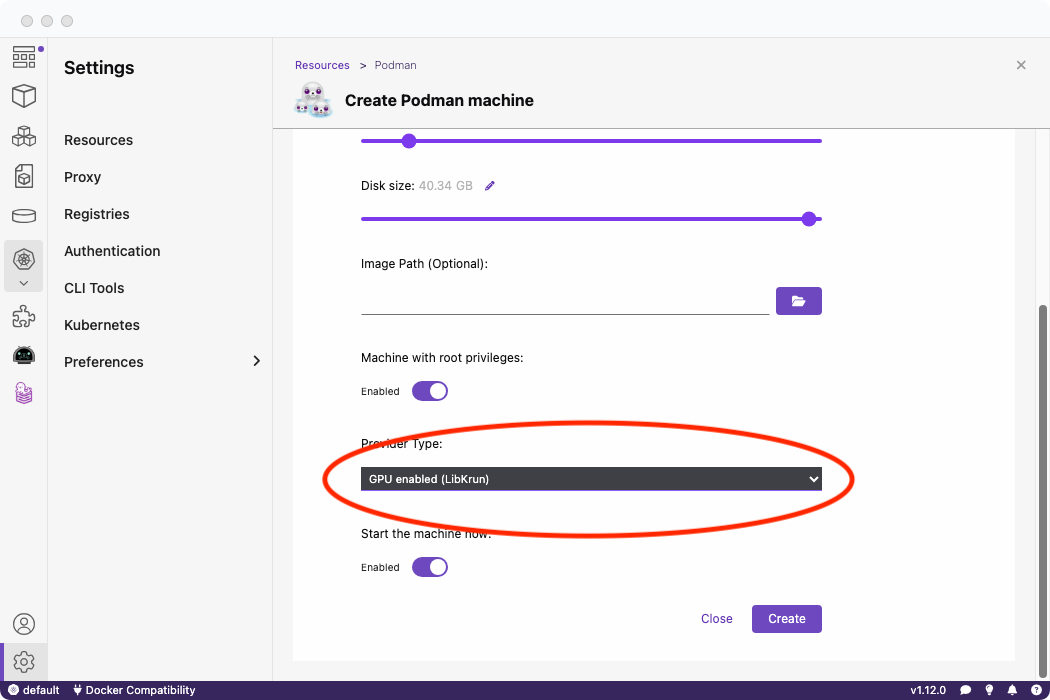 Settings
Resources
Proxy
Registries
Authentication
CLI Tools
Kubernetes
Preferences
Resources > Podman
Create Podman machine
Disk size: 40.34 GB
Image Path (Optional):
Machine with root privileges:
Enabled
Provider Type:
GPU enabled (LibKrun)
Start the machine now:
Enabled
Close
Create
default
Docker Compatibility
v1.12.0